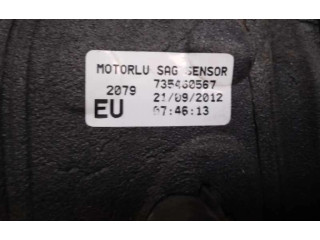 MOTORLU SAG SENSOR
735460567
2079
21/09/2012
EU
07:46:13